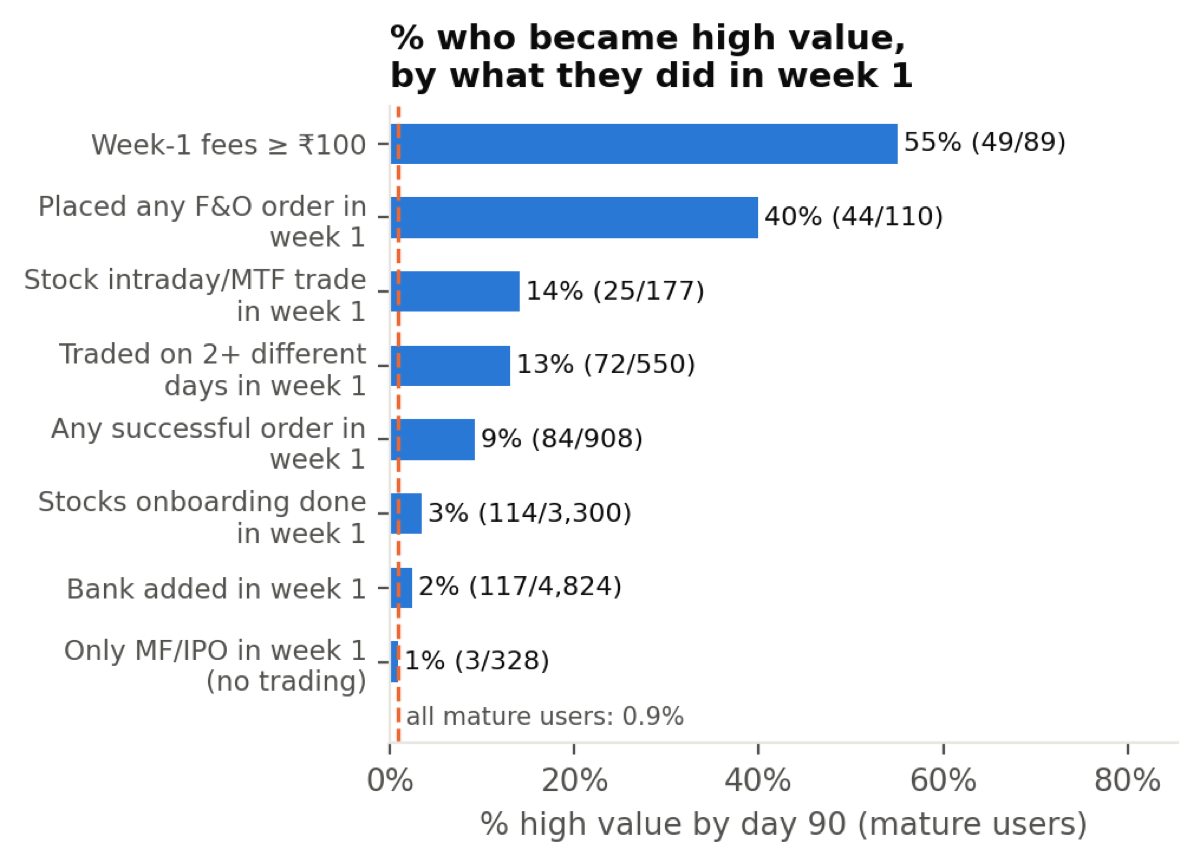 % who became high value,
by what they did in week 1
Week-1 fees ≥ ₹100
55% (49/89)
Placed any F&O order in
week 1
40% (44/110)
Stock intraday/MTF trade
in week 1
14% (25/177)
Traded on 2+ different
days in week 1
13% (72/550)
Any successful order in
week 1
9% (84/908)
Stocks onboarding done
in week 1
3% (114/3,300)
Bank added in week 1
2% (117/4,824)
Only MF/IPO in week 1
(no trading)
1% (3/328)
all mature users: 0.9%
0% 20% 40% 60% 80%
% high value by day 90 (mature users)